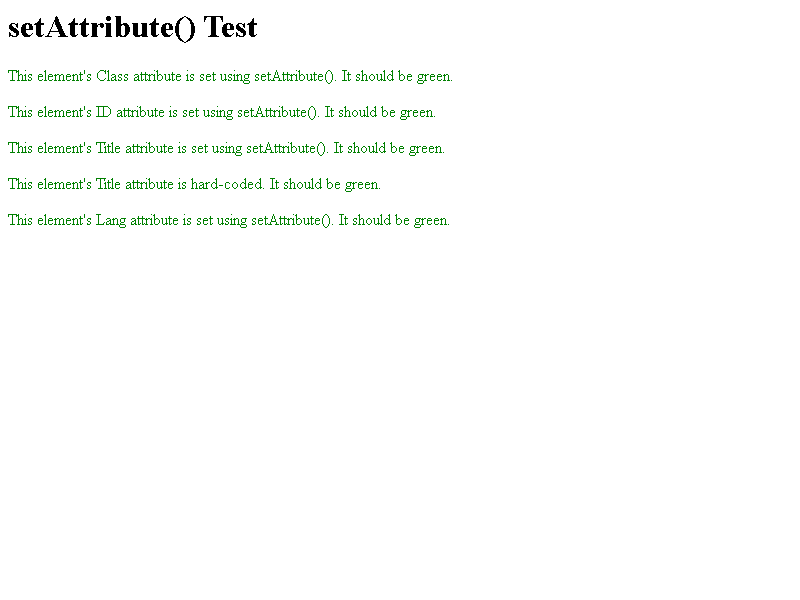 setAttribute() Test
This element's Class attribute is set using setAttribute(). It should be green.
This element's ID attribute is set using setAttribute(). It should be green.
This element's Title attribute is set using setAttribute(). It should be green.
This element's Title attribute is hard-coded. It should be green.
This element's Lang attribute is set using setAttribute(). It should be green.